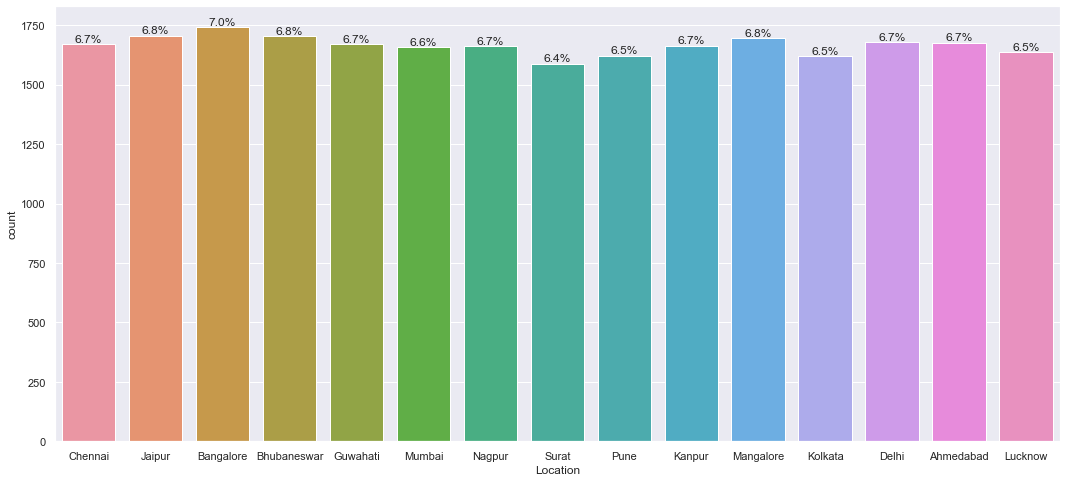 7.0%
6.7% 6.8% 6.8% 6.7% 6.6% 6.7% 6.4% 6.5% 6.7% 6.8% 6.5% 6.7% 6.7% 6.5%
1750
1500
1250
1000
750
500
250
0
count
Chennai Jaipur Bangalore Bhubaneswar Guwahati Mumbai Nagpur Surat Pune Kanpur Mangalore Kolkata Delhi Ahmedabad Lucknow
Location